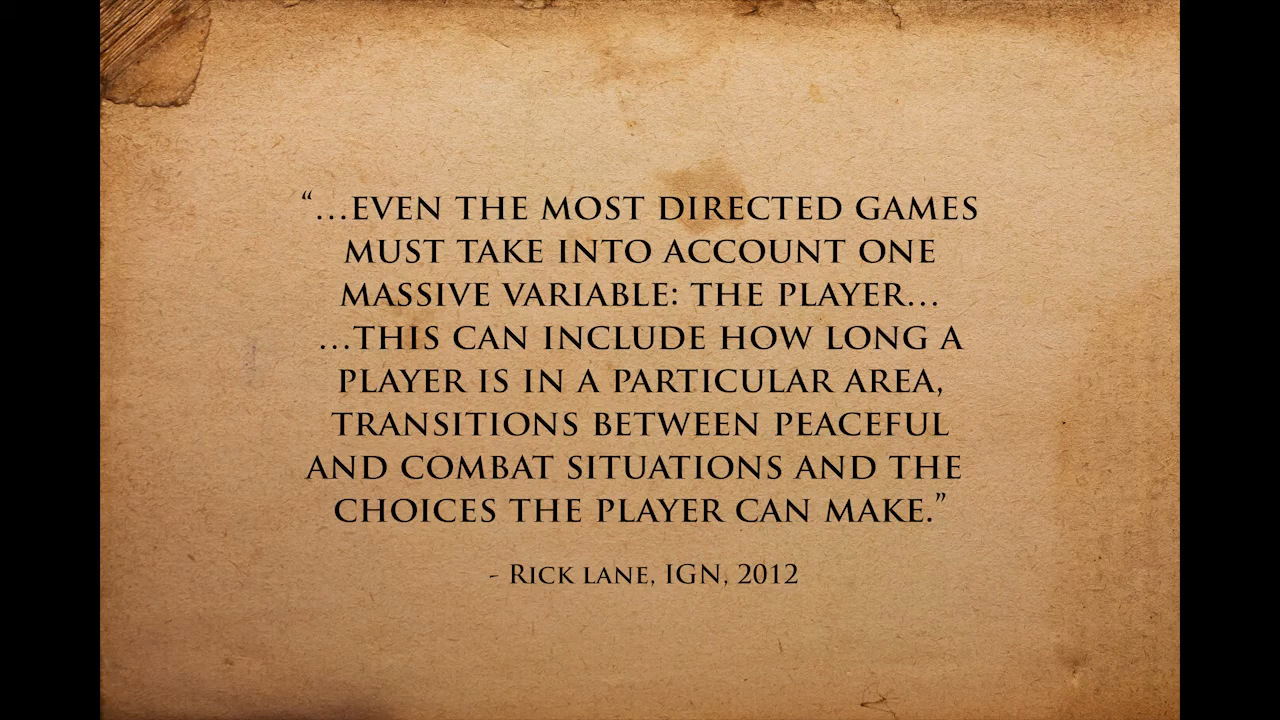 “…EVEN THE MOST DIRECTED GAMES
MUST TAKE INTO ACCOUNT ONE
MASSIVE VARIABLE: THE PLAYER…
…THIS CAN INCLUDE HOW LONG A
PLAYER IS IN A PARTICULAR AREA,
TRANSITIONS BETWEEN PEACEFUL
AND COMBAT SITUATIONS AND THE
CHOICES THE PLAYER CAN MAKE.”
- RICK LANE, IGN, 2012